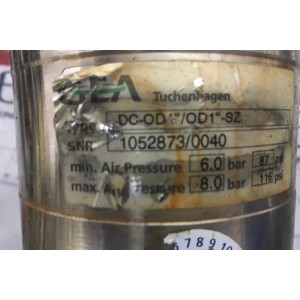 GEA
Tuchenhagen
Type DC-OD 1"/OD1"-SZ
SNR 1052873/0040
min. Air Pressure 6.0 bar 87
max. Air Pressure 8.0 bar 116 psi
6 7 8 9 10